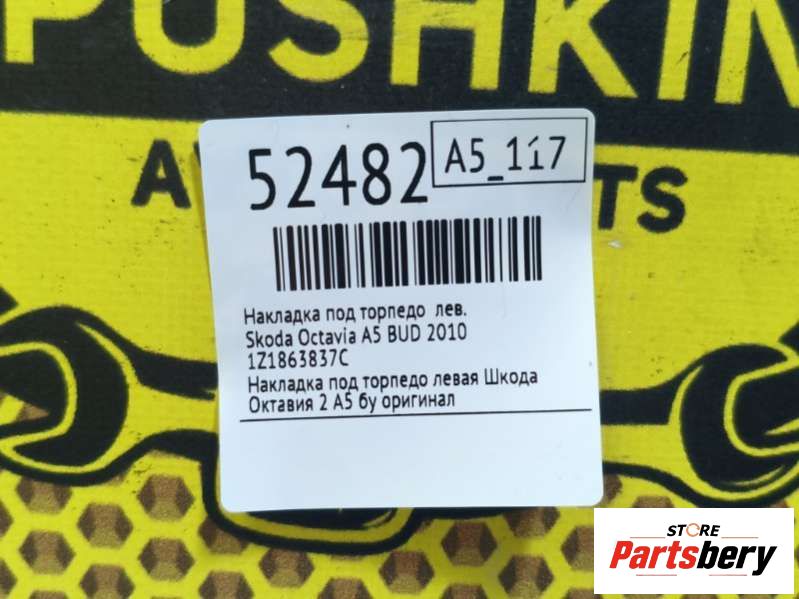 PUSHKIN
52482
A5_117
TS
Накладка под торпедо лев.
Skoda Octavia A5 BUD 2010
1Z1863837C
Накладка под торпедо левая Шкода
Октавия 2 А5 бу оригинал
STORE
Partsbery